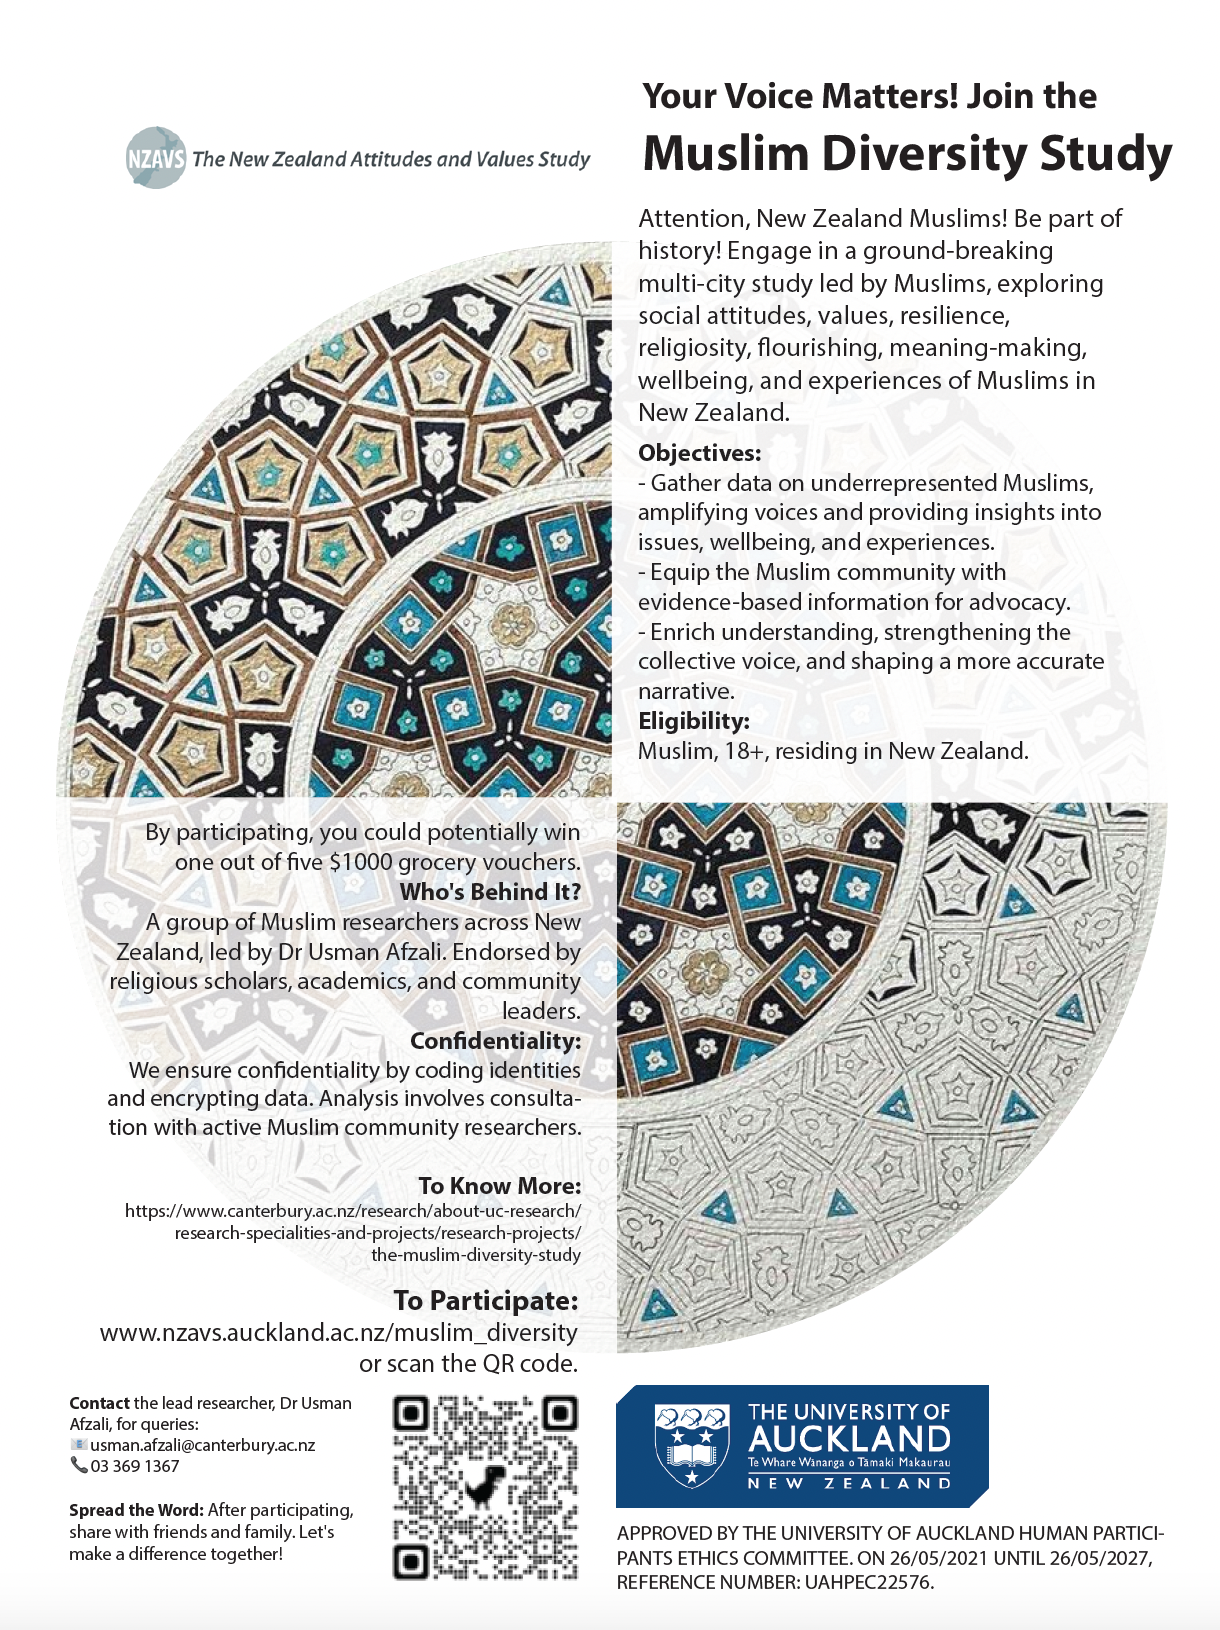 NZAVS The New Zealand Attitudes and Values Study
Your Voice Matters! Join the
Muslim Diversity Study
Attention, New Zealand Muslims! Be part of
history! Engage in a ground-breaking
multi-city study led by Muslims, exploring
social attitudes, values, resilience,
religiosity, flourishing, meaning-making,
wellbeing, and experiences of Muslims in
New Zealand.
Objectives:
- Gather data on underrepresented Muslims,
amplifying voices and providing insights into
issues, wellbeing, and experiences.
- Equip the Muslim community with
evidence-based information for advocacy.
- Enrich understanding, strengthening the
collective voice, and shaping a more accurate
narrative.
Eligibility:
Muslim, 18+, residing in New Zealand.
By participating, you could potentially win
one out of five $1000 grocery vouchers.
Who's Behind It?
A group of Muslim researchers across New
Zealand, led by Dr Usman Afzali. Endorsed by
religious scholars, academics, and community
leaders.
Confidentiality:
We ensure confidentiality by coding identities
and encrypting data. Analysis involves consulta-
tion with active Muslim community researchers.
To Know More:
https://www.canterbury.ac.nz/research/about-uc-research/
research-specialities-and-projects/research-projects/
the-muslim-diversity-study
To Participate:
www.nzavs.auckland.ac.nz/muslim_diversity
or scan the QR code.
Contact the lead researcher, Dr Usman
Afzali, for queries:
usman.afzali@canterbury.ac.nz
03 369 1367
Spread the Word: After participating,
share with friends and family. Let's
make a difference together!
THE UNIVERSITY OF
AUCKLAND
Te Whare Wānanga o Tāmaki Makaurau
NEW ZEALAND
APPROVED BY THE UNIVERSITY OF AUCKLAND HUMAN PARTICI-
PANTS ETHICS COMMITTEE. ON 26/05/2021 UNTIL 26/05/2027,
REFERENCE NUMBER: UAHPEC22576.